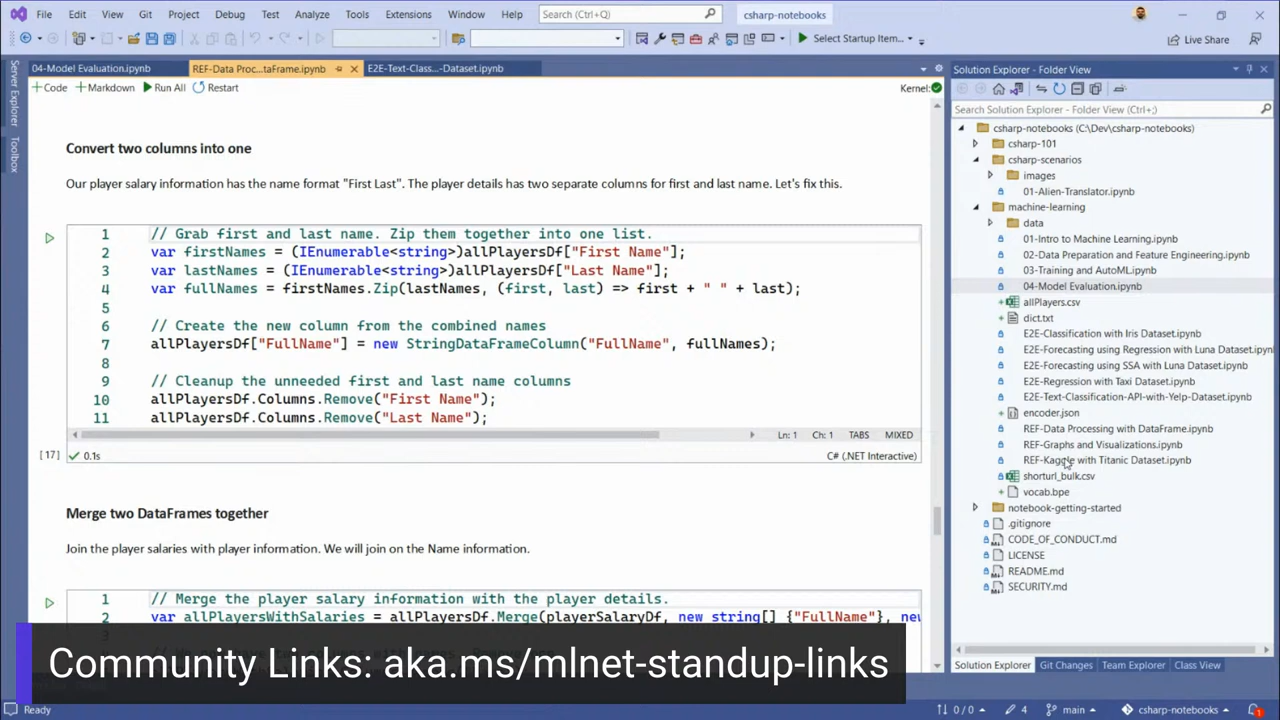 File Edit View Git Project Build Debug Test Analyze Tools Extensions Window Help Search (Ctrl+;) csharp-notebooks
Select Startup Item... Live Share
Server Explorer
Toolbox
04-Model Evaluation.ipynb REF-Data Proc...taFrame.ipynb E2E-Text-Class...-Dataset.ipynb
+Code +Markdown Run All Restart Kernel:
Convert two columns into one
Our player salary information has the name format "First Last". The player details has two separate columns for first and last name. Let's fix this.
1 // Grab first and last name. Zip them together into one list.
2 var firstNames = (IEnumerable<string>)allPlayersDf["First Name"];
3 var lastNames = (IEnumerable<string>)allPlayersDf["Last Name"];
4 var fullNames = firstNames.Zip(lastNames, (first, last) => first + " " + last);
5
6 // Create the new column from the combined names
7 allPlayersDf["FullName"] = new StringDataFrameColumn("FullName", fullNames);
8
9 // Cleanup the unneeded first and last name columns
10 allPlayersDf.Columns.Remove("First Name");
11 allPlayersDf.Columns.Remove("Last Name");
Ln: 1 Ch: 1 TABS MIXED
[17] 0.1s C# (.NET Interactive)
Merge two DataFrames together
Join the player salaries with player information. We will join on the Name information.
1 // Merge the player salary information with the player details.
2 var allPlayersWithSalaries = allPlayersDf.Merge(playerSalaryDf, new string[] {"FullName"}, new
Community Links: aka.ms/mlnet-standup-links
Solution Explorer - Folder View
Search Solution Explorer - Folder View (Ctrl+;)
csharp-notebooks (C:\Dev\csharp-notebooks)
csharp-101
csharp-scenarios
images
01-Alien-Translator.ipynb
machine-learning
data
01-Intro to Machine Learning.ipynb
02-Data Preparation and Feature Engineering.ipynb
03-Training and AutoML.ipynb
04-Model Evaluation.ipynb
allPlayers.csv
dict.txt
E2E-Classification with Iris Dataset.ipynb
E2E-Forecasting using Regression with Luna Dataset.ipynb
E2E-Forecasting using SSA with Luna Dataset.ipynb
E2E-Regression with Taxi Dataset.ipynb
E2E-Text-Classification-API-with-Yelp-Dataset.ipynb
encoder.json
REF-Data Processing with DataFrame.ipynb
REF-Graphs and Visualizations.ipynb
REF-Kaggle with Titanic Dataset.ipynb
shorturl_bulk.csv
vocab.bpe
notebook-getting-started
.gitignore
CODE_OF_CONDUCT.md
LICENSE
README.md
SECURITY.md
Solution Explorer Git Changes Team Explorer Class View
Ready 0 / 0 4 main csharp-notebooks 1